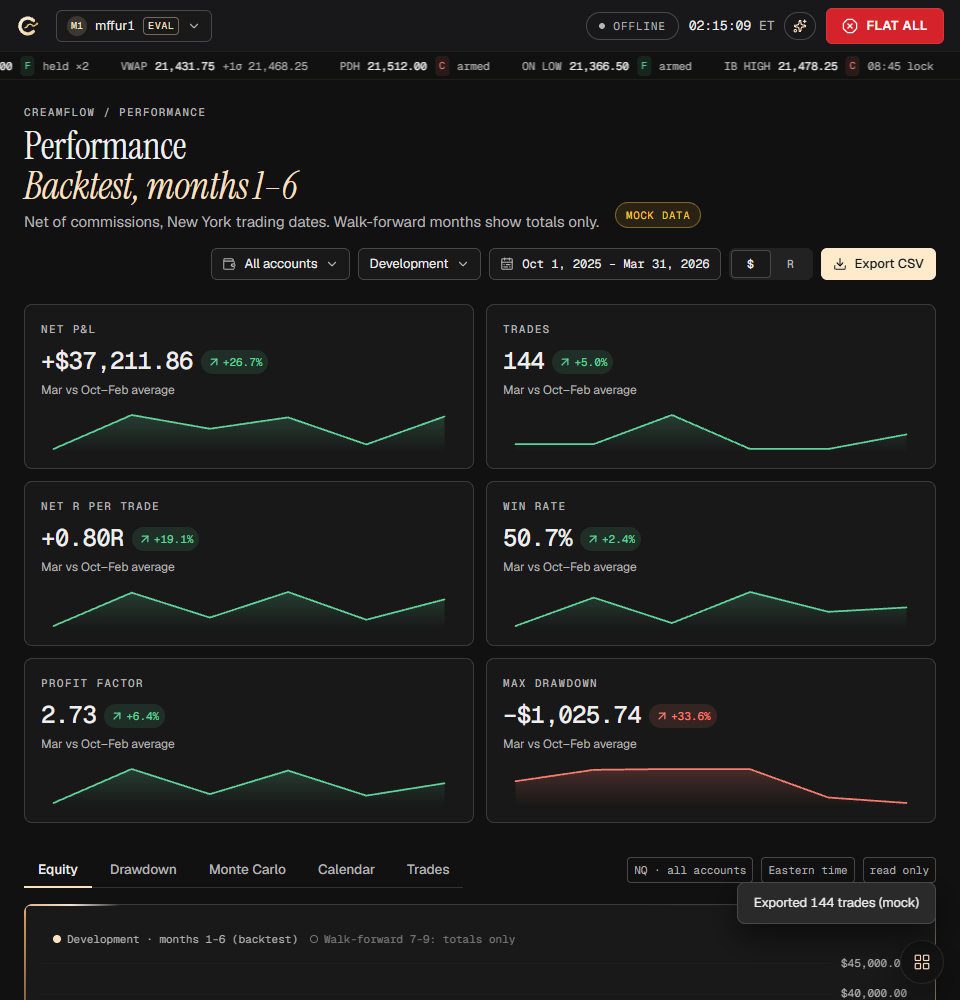 M1 mffur1 EVAL
OFFLINE 02:15:09 ET FLAT ALL
00 F held ×2 VWAP 21,431.75 +1σ 21,468.25 PDH 21,512.00 C armed ON LOW 21,366.50 F armed IB HIGH 21,478.25 C 08:45 lock
CREAMFLOW / PERFORMANCE
Performance
Backtest, months 1–6
Net of commissions, New York trading dates. Walk-forward months show totals only. MOCK DATA
All accounts Development Oct 1, 2025 – Mar 31, 2026 $ R Export CSV
NET P&L
+$37,211.86 +26.7%
Mar vs Oct–Feb average
TRADES
144 +5.0%
Mar vs Oct–Feb average
NET R PER TRADE
+0.80R +19.1%
Mar vs Oct–Feb average
WIN RATE
50.7% +2.4%
Mar vs Oct–Feb average
PROFIT FACTOR
2.73 +6.4%
Mar vs Oct–Feb average
MAX DRAWDOWN
−$1,025.74 +33.6%
Mar vs Oct–Feb average
Equity Drawdown Monte Carlo Calendar Trades
NQ · all accounts Eastern time read only
Exported 144 trades (mock)
Development · months 1–6 (backtest) Walk-forward 7–9: totals only
$45,000.0
$40,000.00